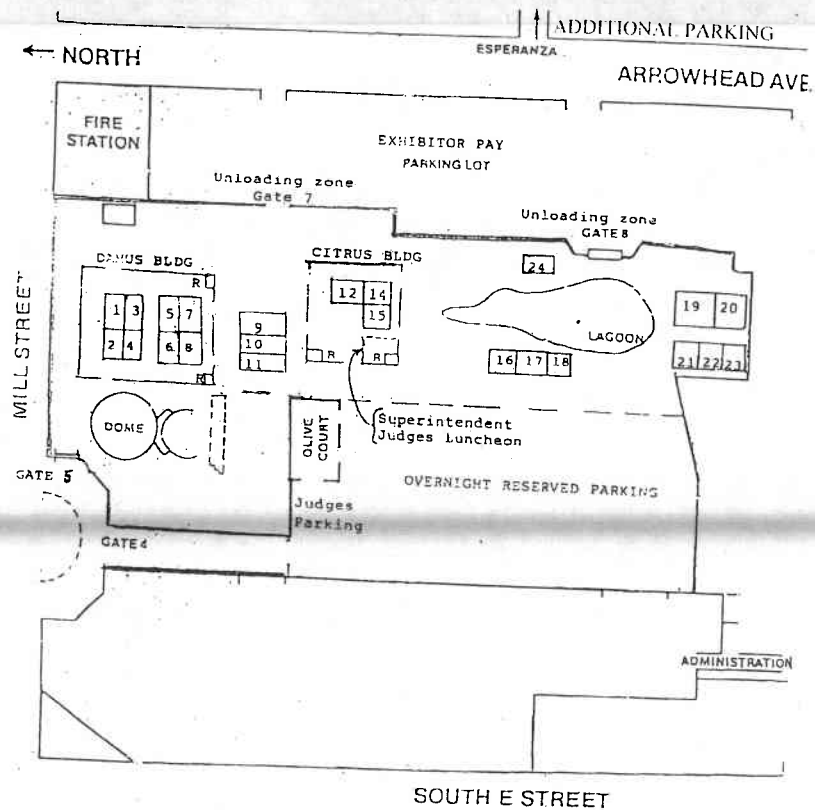 ADDITIONAL PARKING
ESPERANZA
← NORTH
ARROWHEAD AVE.
FIRE
STATION
EXHIBITOR PAY
PARKING LOT
Unloading zone
Gate 7
Unloading zone
GATE 8
DAMUS BLDG
CITRUS BLDG
R
24
12 14
15
1 3
5 7
2 4
6 8
9
10
11
19 20
LAGOON
16 17 18
21 22 23
R
R
R
MILL STREET
DOME
OLIVE
COURT
Superintendent
Judges Luncheon
GATE 5
OVERNIGHT RESERVED PARKING
Judges
Parking
GATE 4
ADMINISTRATION
SOUTH E STREET